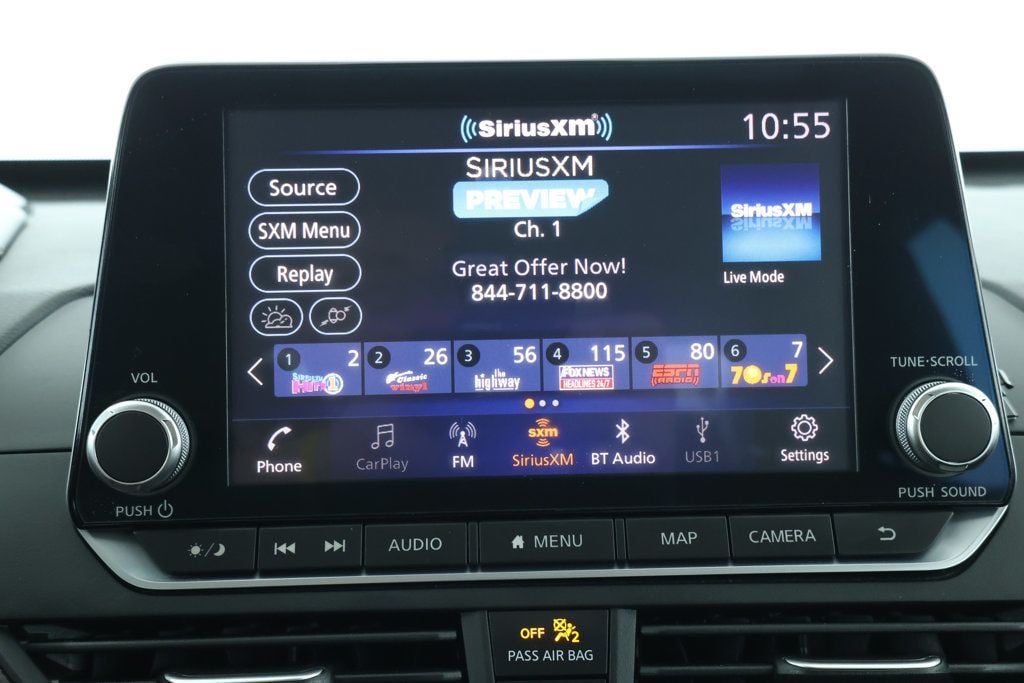 SiriusXM® 10:55
SIRIUSXM
PREVIEW
Ch. 1
Great Offer Now!
844-711-8800
Source
SXM Menu
Replay
SiriusXM
Live Mode
1 2
2 26 Classic vinyl
3 56 the highway
4 115 FOX NEWS HEADLINES 24/7
5 80 ESPN RADIO
6 7 70s on 7
Phone
CarPlay
FM
sxm
SiriusXM
BT Audio
USB1
Settings
VOL
PUSH
TUNE·SCROLL
PUSH SOUND
AUDIO
MENU
MAP
CAMERA
OFF 2
PASS AIR BAG